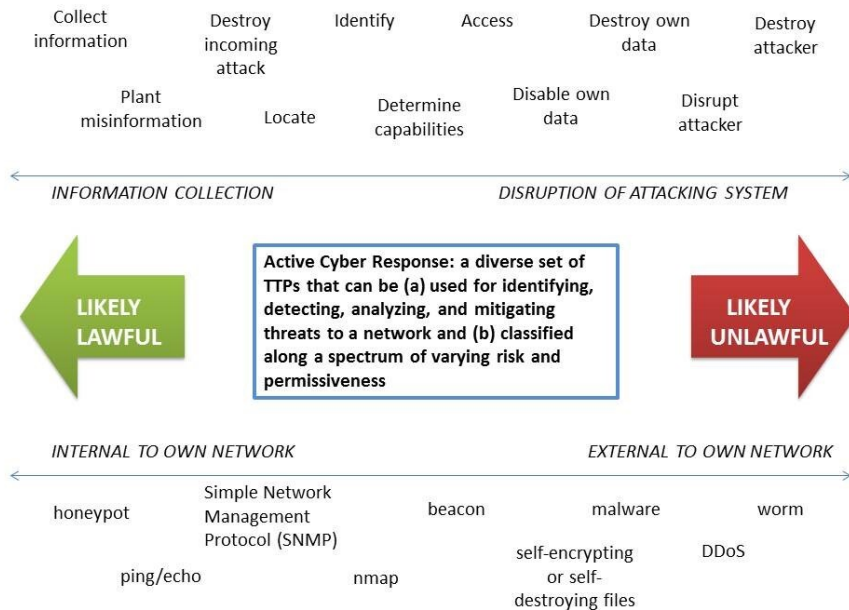 Collect
information
Destroy
incoming
attack
Identify
Access
Destroy own
data
Destroy
attacker
Plant
misinformation
Locate
Determine
capabilities
Disable own
data
Disrupt
attacker
INFORMATION COLLECTION
DISRUPTION OF ATTACKING SYSTEM
LIKELY
LAWFUL
Active Cyber Response: a diverse set of
TTPs that can be (a) used for identifying,
detecting, analyzing, and mitigating
threats to a network and (b) classified
along a spectrum of varying risk and
permissiveness
LIKELY
UNLAWFUL
INTERNAL TO OWN NETWORK
EXTERNAL TO OWN NETWORK
honeypot
Simple Network
Management
Protocol (SNMP)
beacon
malware
worm
ping/echo
nmap
self-encrypting
or self-
destroying files
DDoS